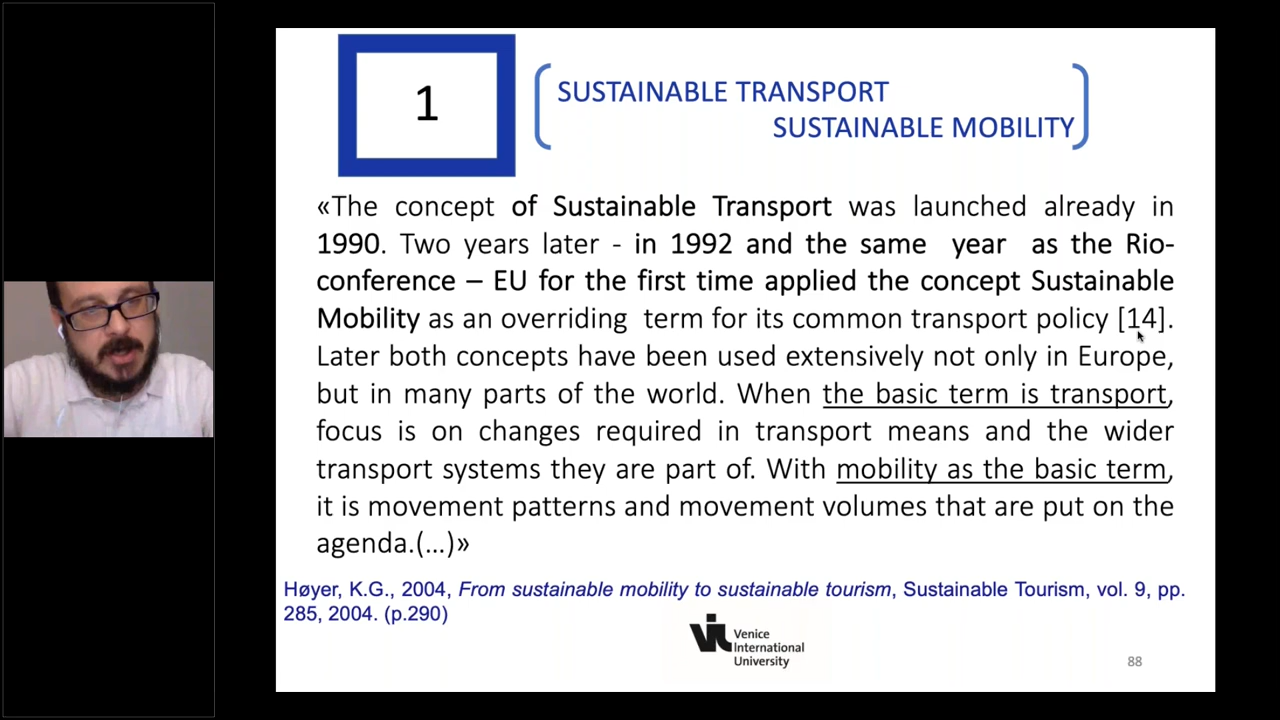 1
SUSTAINABLE TRANSPORT
SUSTAINABLE MOBILITY
«The concept of Sustainable Transport was launched already in
1990. Two years later - in 1992 and the same year as the Rio-
conference – EU for the first time applied the concept Sustainable
Mobility as an overriding term for its common transport policy [14].
Later both concepts have been used extensively not only in Europe,
but in many parts of the world. When the basic term is transport,
focus is on changes required in transport means and the wider
transport systems they are part of. With mobility as the basic term,
it is movement patterns and movement volumes that are put on the
agenda.(...)»
Høyer, K.G., 2004, From sustainable mobility to sustainable tourism, Sustainable Tourism, vol. 9, pp.
285, 2004. (p.290)
VIU
Venice
International
University
88